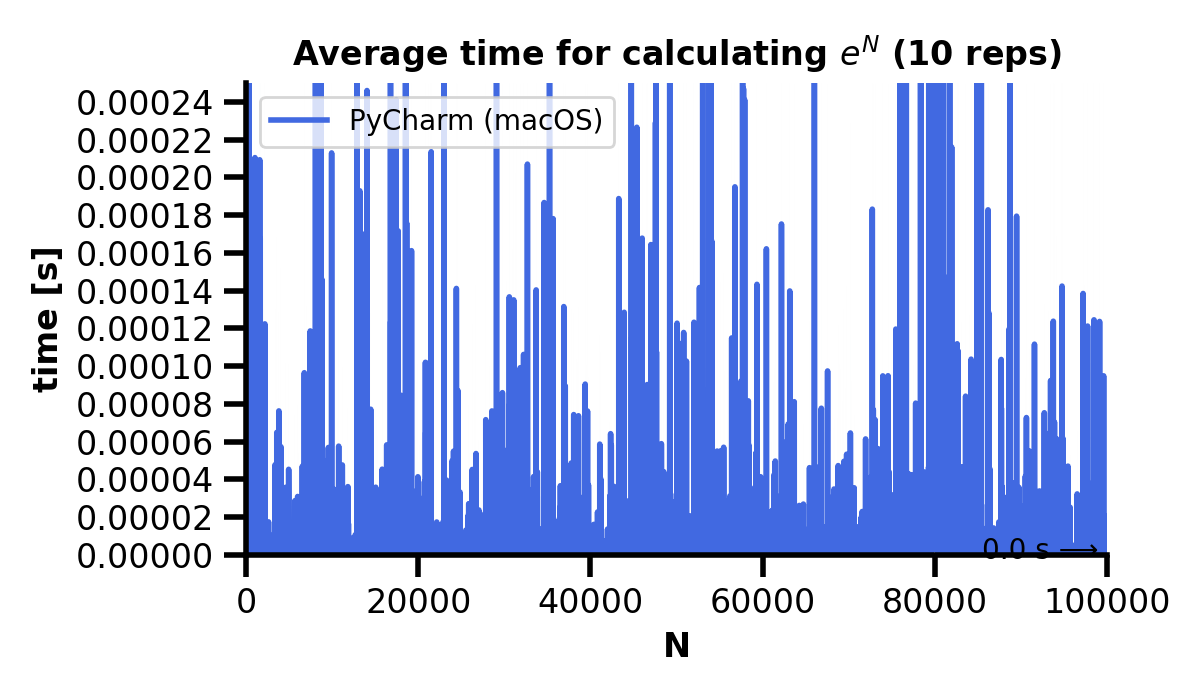 Average time for calculating e^N (10 reps)
PyCharm (macOS)
time [s]
0.00024
0.00022
0.00020
0.00018
0.00016
0.00014
0.00012
0.00010
0.00008
0.00006
0.00004
0.00002
0.00000
0.0 s ⟶
0 20000 40000 60000 80000 100000
N